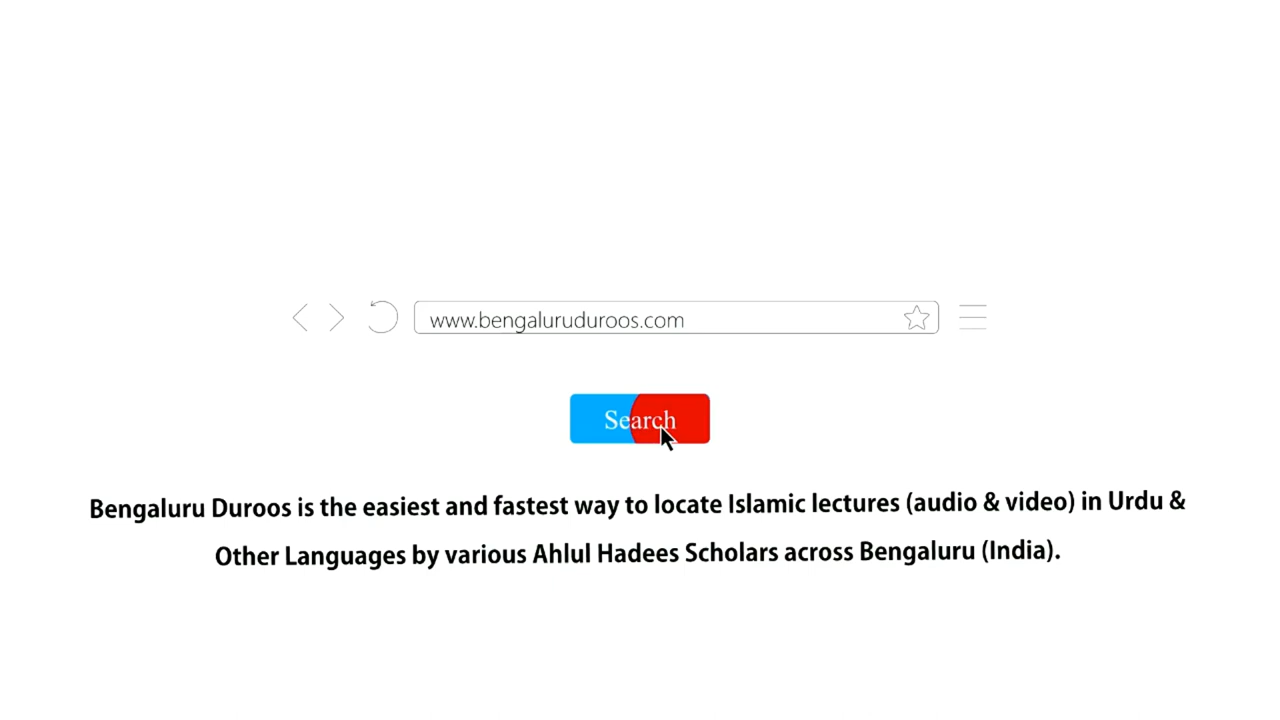 www.bengaluruduroos.com
Search
Bengaluru Duroos is the easiest and fastest way to locate Islamic lectures (audio & video) in Urdu &
Other Languages by various Ahlul Hadees Scholars across Bengaluru (India).